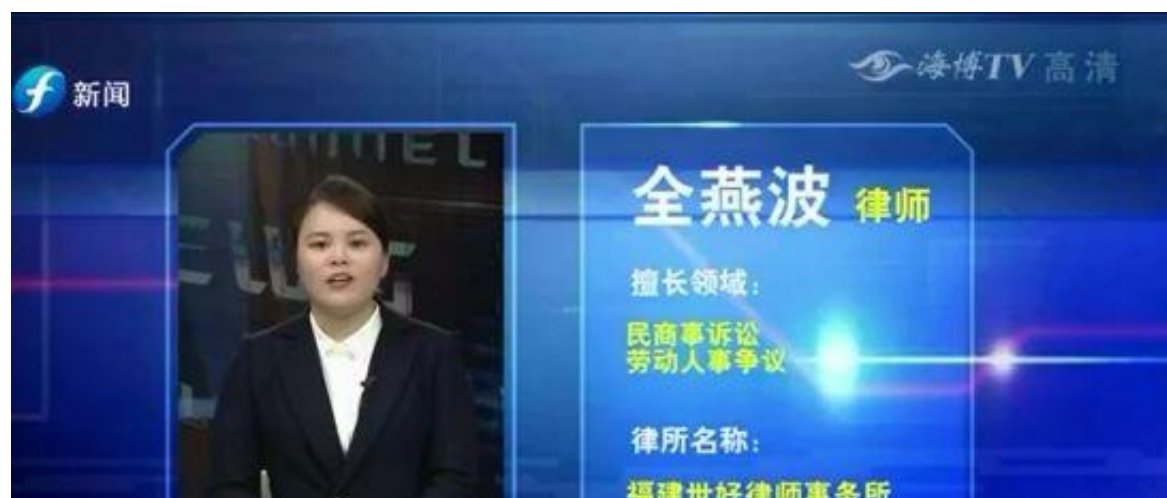 新闻
海博TV 高清
全燕波 律师
擅长领域：
民商事诉讼
劳动人事争议
律所名称：
福建世好律师事务所